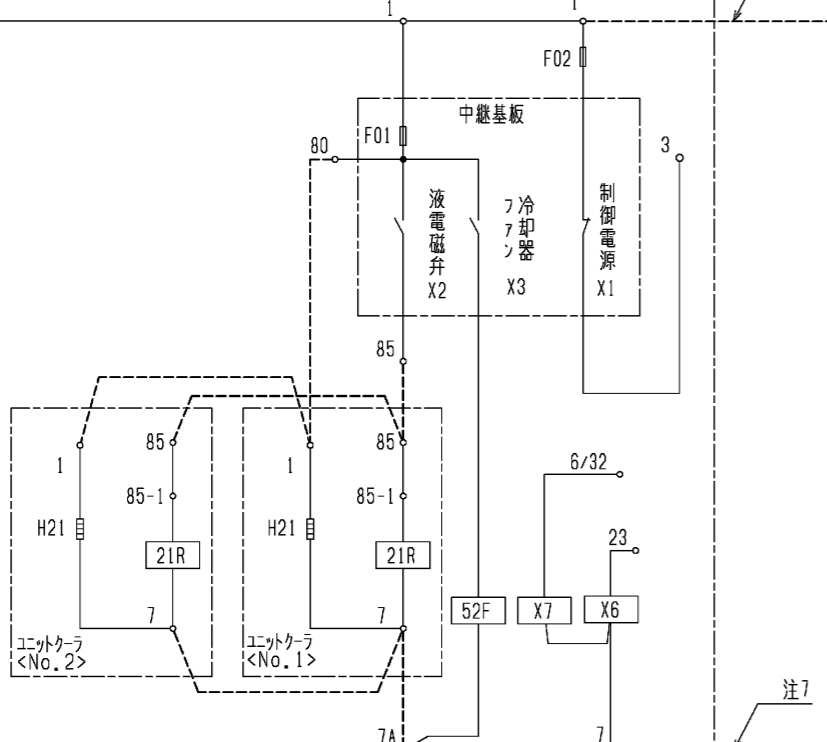 1
1
F02
中継基板
F01
80
3
液電磁弁
X2
冷却器
ファン
X3
制御電源
X1
85
85
85
1
1
6/32
85-1
85-1
H21
H21
23
21R
21R
52F
X7
X6
7
7
ユニットクーラ
<No.2>
ユニットクーラ
<No.1>
注7
7A
7